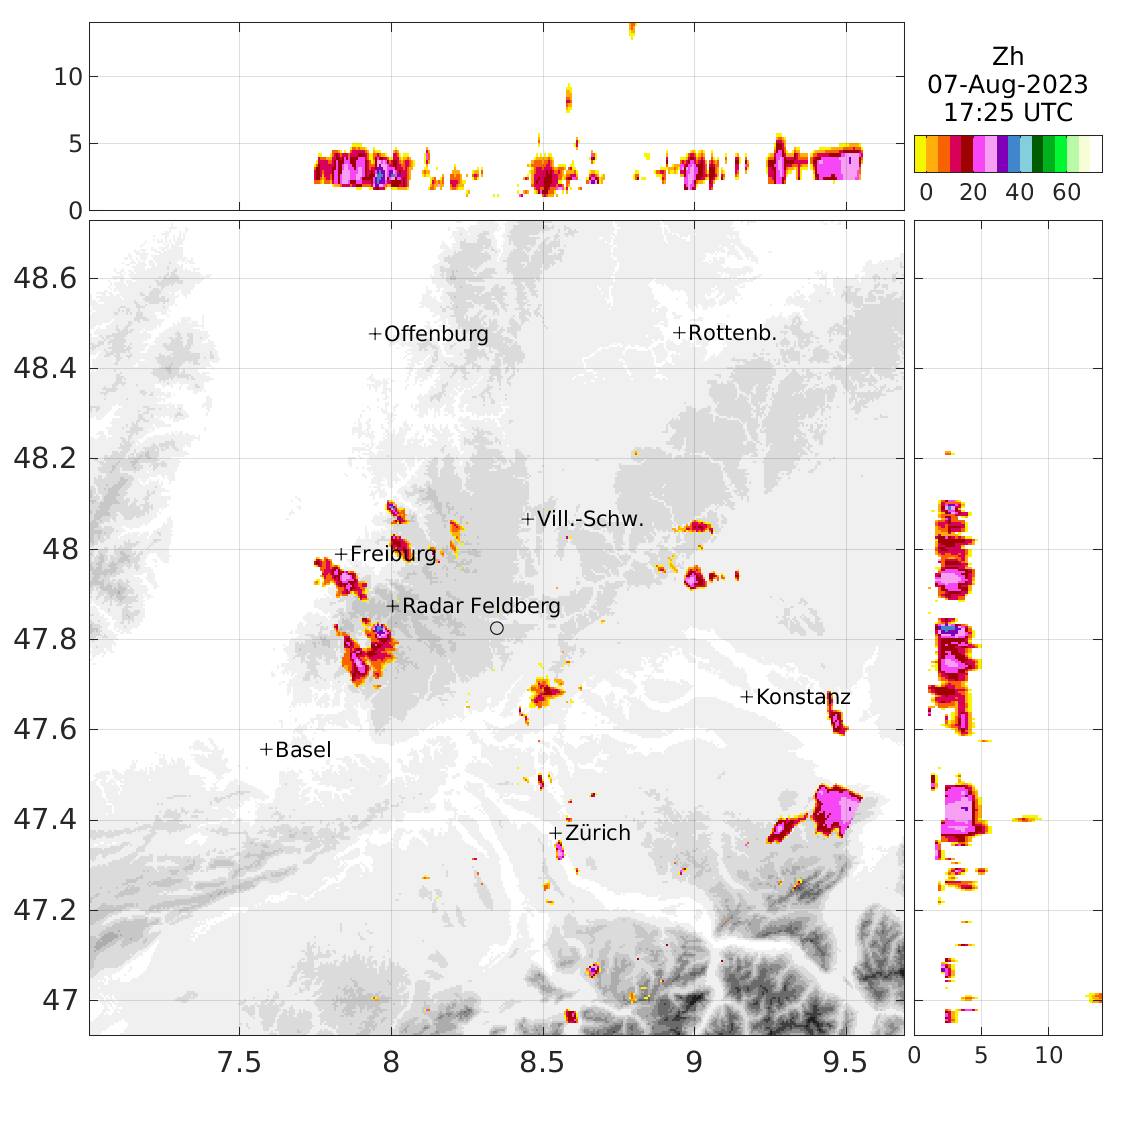 10
5
0
Zh
07-Aug-2023
17:25 UTC
0 20 40 60
48.6
48.4
48.2
48
47.8
47.6
47.4
47.2
47
Offenburg
Rottenb.
Vill.-Schw.
Freiburg
Radar Feldberg
Konstanz
Basel
Zürich
7.5 8 8.5 9 9.5
0 5 10